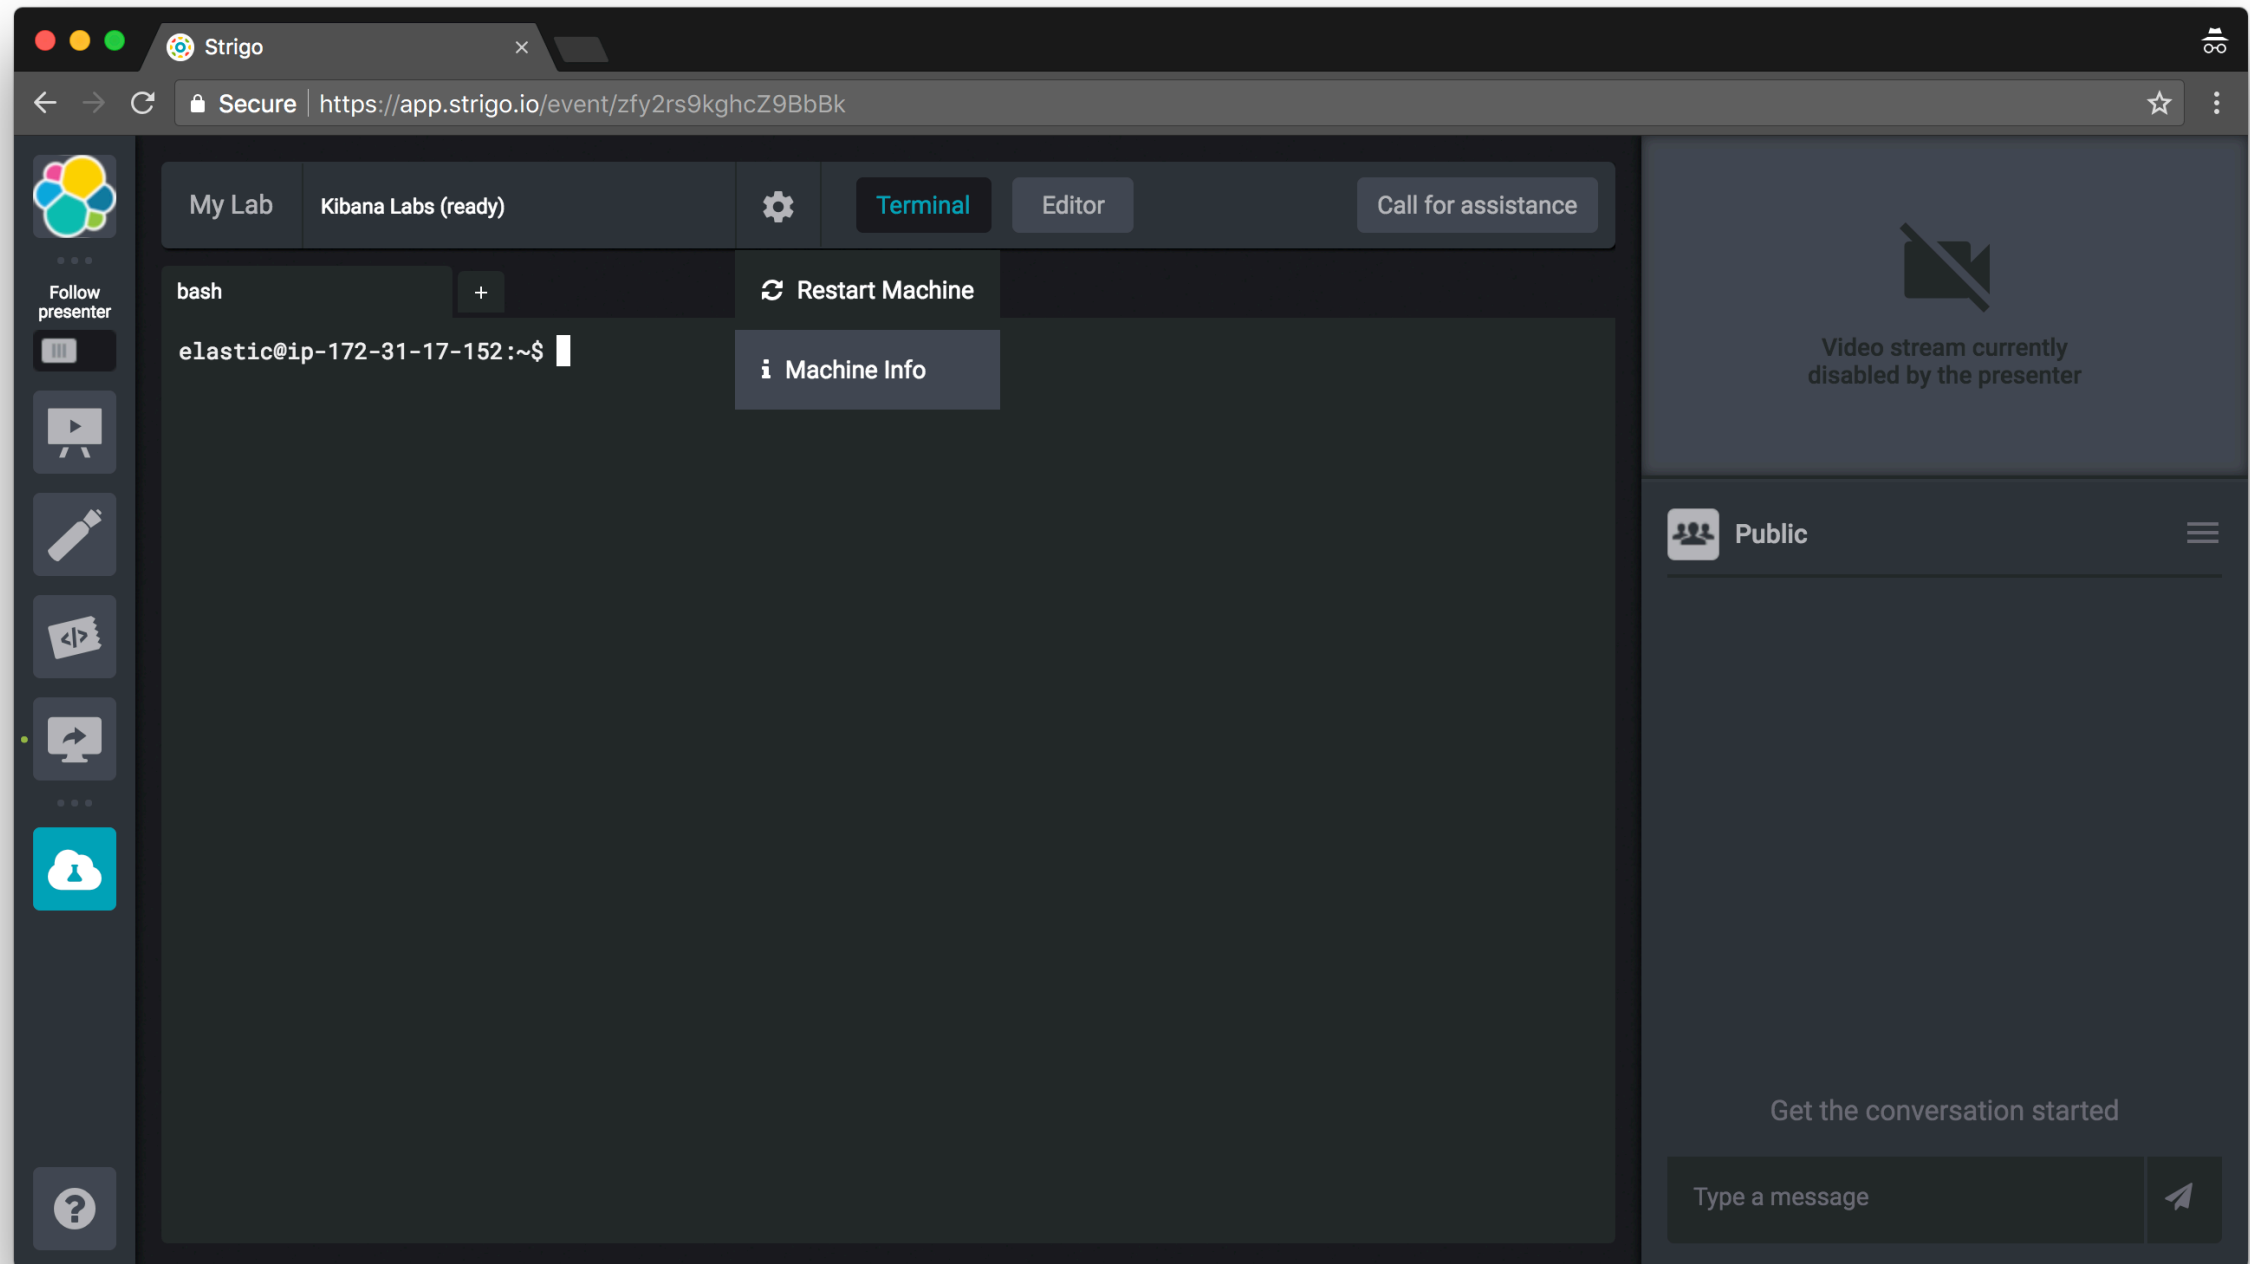 Strigo
Secure https://app.strigo.io/event/zfy2rs9kghcZ9BbBk
My Lab
Kibana Labs (ready)
Terminal
Editor
Call for assistance
Follow
presenter
bash
+
Restart Machine
Machine Info
elastic@ip-172-31-17-152:~$
Video stream currently
disabled by the presenter
Public
Get the conversation started
Type a message